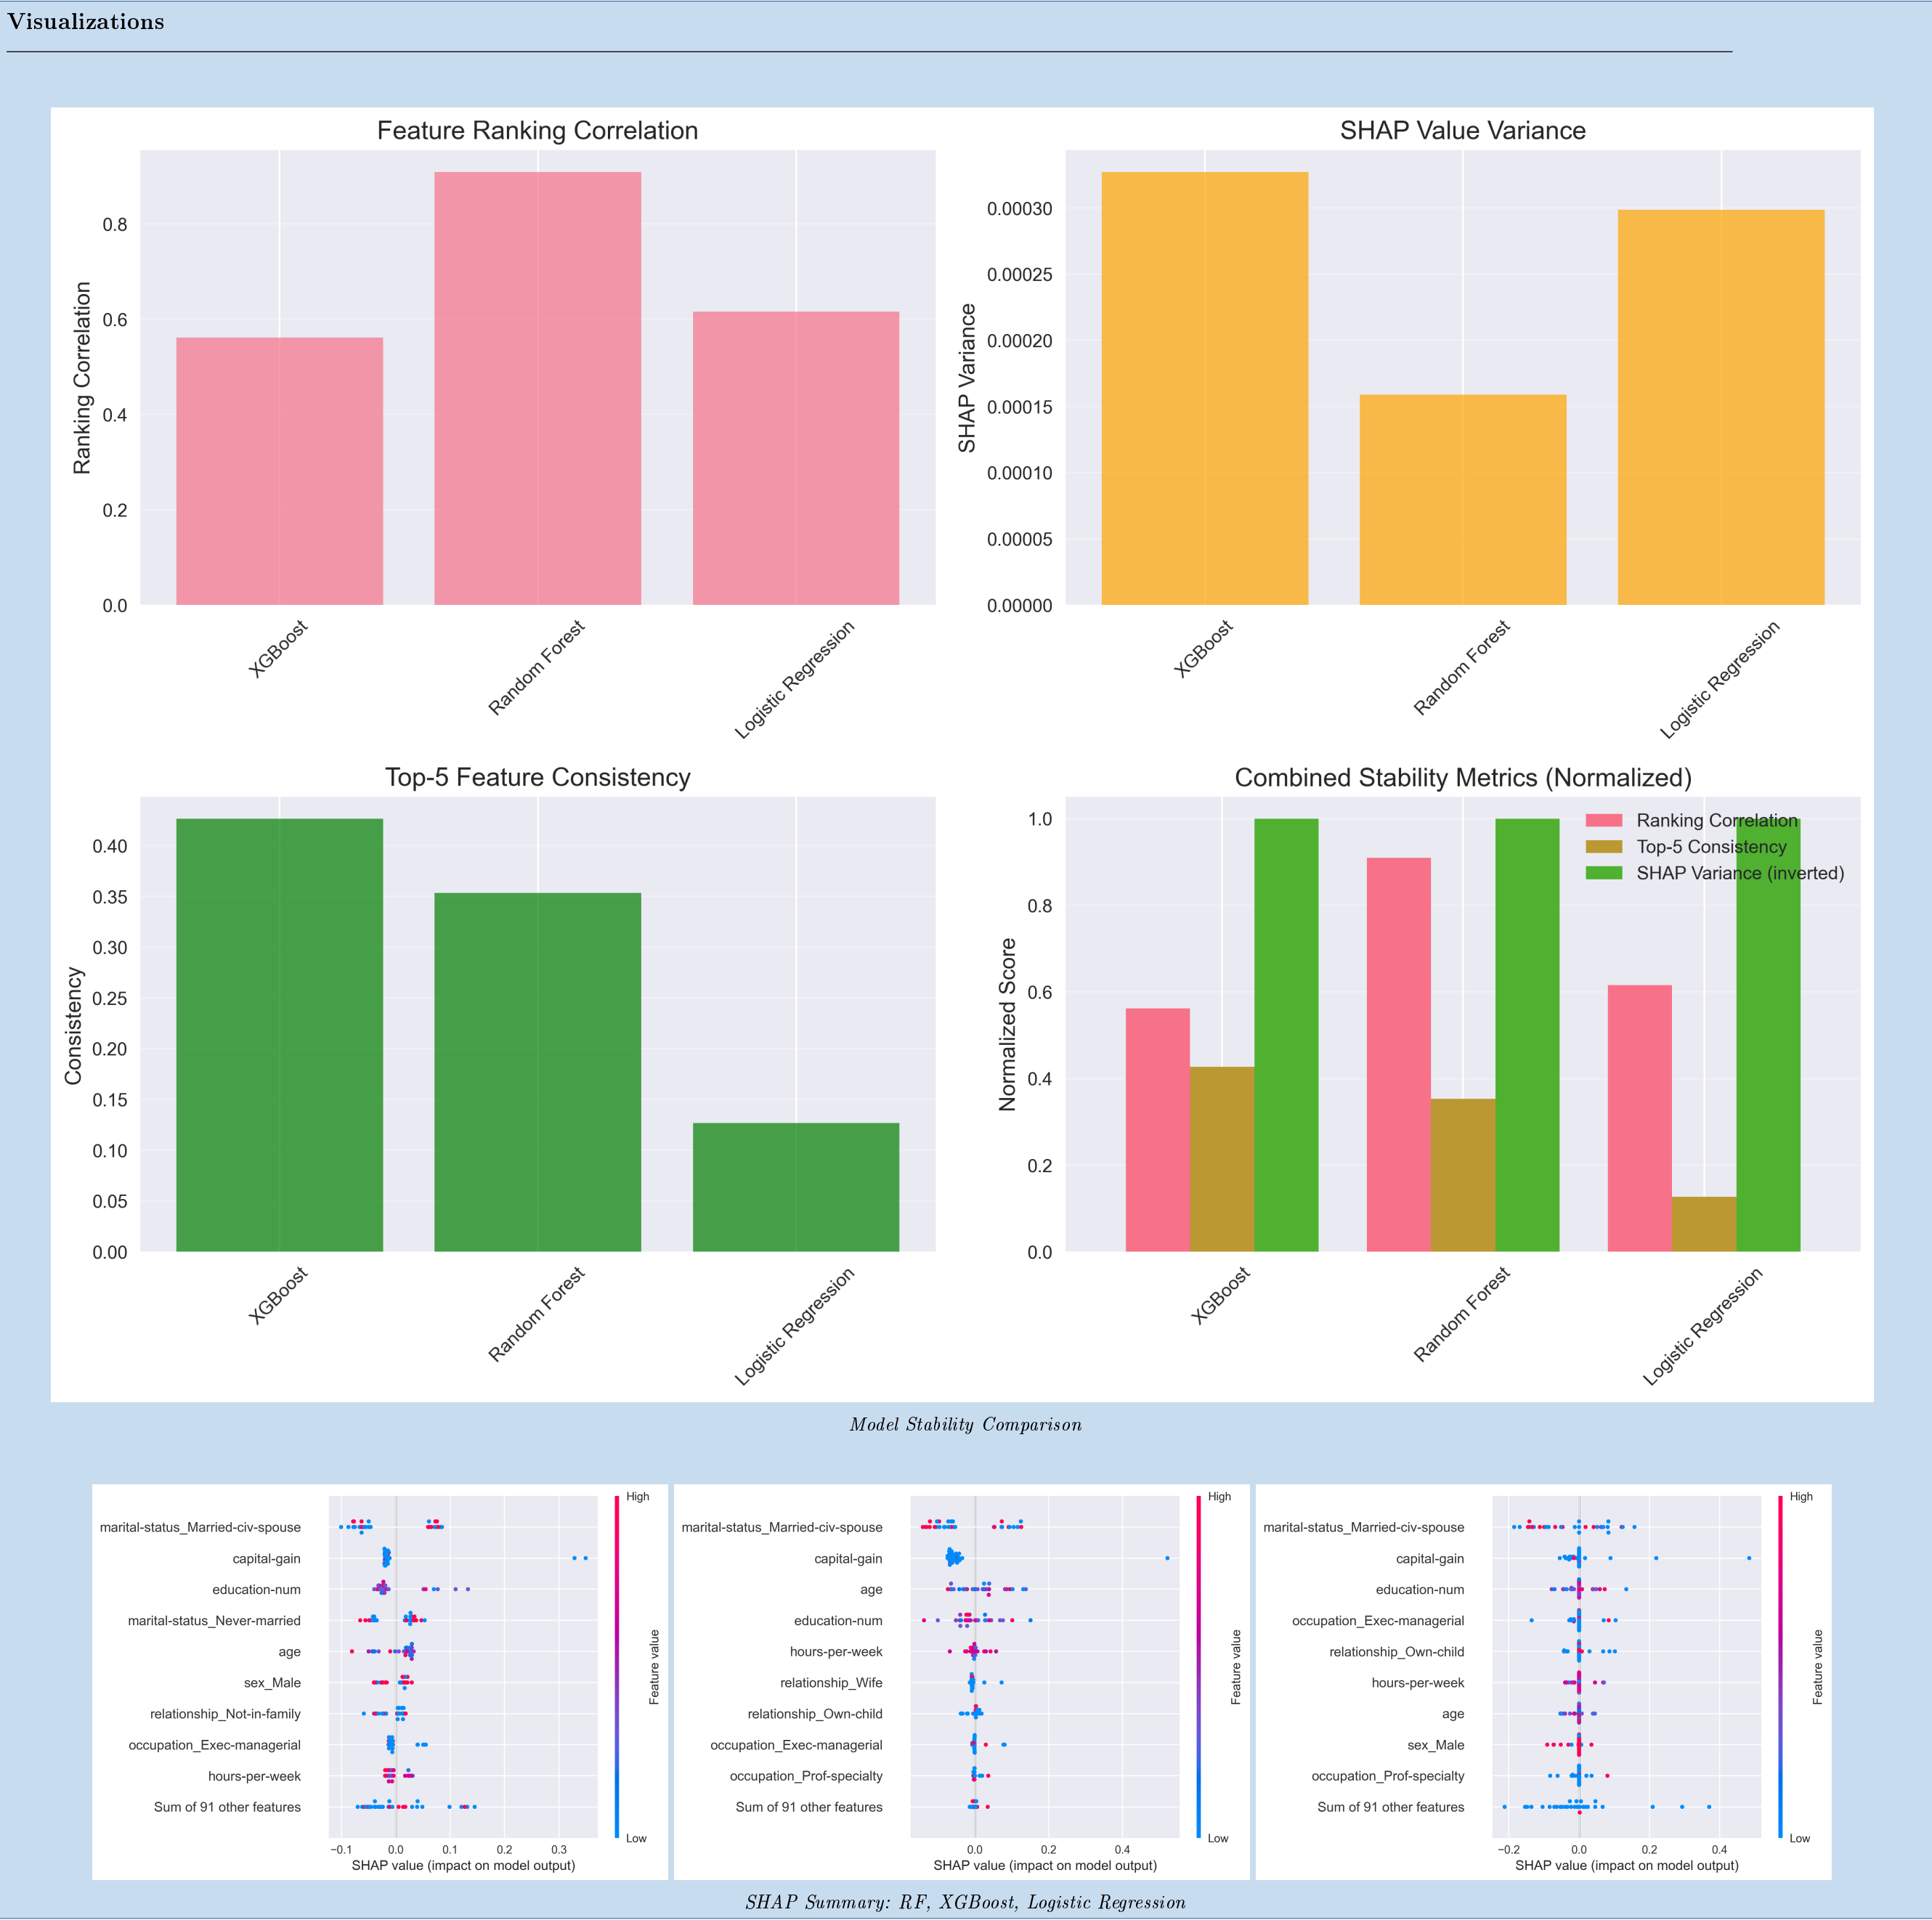 Visualizations
Feature Ranking Correlation
Ranking Correlation
0.8
0.6
0.4
0.2
0.0
XGBoost
Random Forest
Logistic Regression
SHAP Value Variance
SHAP Variance
0.00030
0.00025
0.00020
0.00015
0.00010
0.00005
0.00000
XGBoost
Random Forest
Logistic Regression
Top-5 Feature Consistency
Consistency
0.40
0.35
0.30
0.25
0.20
0.15
0.10
0.05
0.00
XGBoost
Random Forest
Logistic Regression
Combined Stability Metrics (Normalized)
Normalized Score
1.0
0.8
0.6
0.4
0.2
0.0
Ranking Correlation
Top-5 Consistency
SHAP Variance (inverted)
XGBoost
Random Forest
Logistic Regression
Model Stability Comparison
marital-status_Married-civ-spouse
capital-gain
education-num
marital-status_Never-married
age
sex_Male
relationship_Not-in-family
occupation_Exec-managerial
hours-per-week
Sum of 91 other features
−0.1 0.0 0.1 0.2 0.3
SHAP value (impact on model output)
High
Feature value
Low
marital-status_Married-civ-spouse
capital-gain
age
education-num
hours-per-week
relationship_Wife
relationship_Own-child
occupation_Exec-managerial
occupation_Prof-specialty
Sum of 91 other features
0.0 0.2 0.4
SHAP value (impact on model output)
High
Feature value
Low
marital-status_Married-civ-spouse
capital-gain
education-num
occupation_Exec-managerial
relationship_Own-child
hours-per-week
age
sex_Male
occupation_Prof-specialty
Sum of 91 other features
−0.2 0.0 0.2 0.4
SHAP value (impact on model output)
High
Feature value
Low
SHAP Summary: RF, XGBoost, Logistic Regression